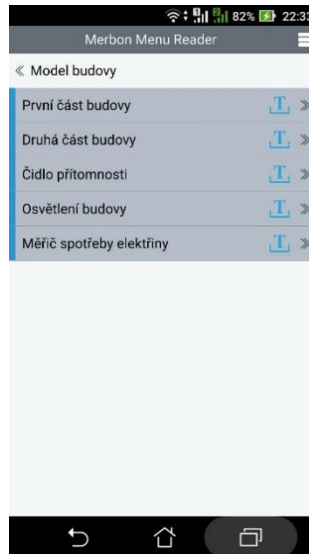 82% 22:33
Merbon Menu Reader
« Model budovy
První část budovy T »
Druhá část budovy T »
Čidlo přítomnosti T »
Osvětlení budovy T »
Měřič spotřeby elektřiny T »